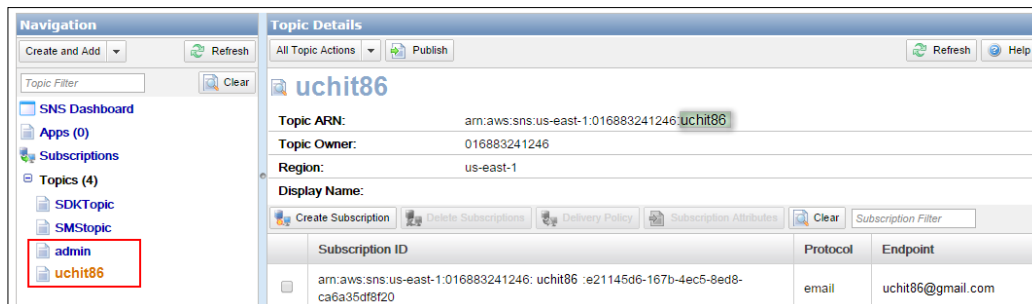 Navigation
Create and Add
Refresh
Topic Filter
Clear
SNS Dashboard
Apps (0)
Subscriptions
Topics (4)
SDKTopic
SMStopic
admin
uchit86
Topic Details
All Topic Actions
Publish
Refresh
Help
uchit86
Topic ARN: arn:aws:sns:us-east-1:016883241246:uchit86
Topic Owner: 016883241246
Region: us-east-1
Display Name:
Create Subscription
Delete Subscriptions
Delivery Policy
Subscription Attributes
Clear
Subscription Filter
Subscription ID Protocol Endpoint
arn:aws:sns:us-east-1:016883241246: uchit86 :e21145d6-167b-4ec5-8ed8-
ca6a35df8f20
email
uchit86@gmail.com